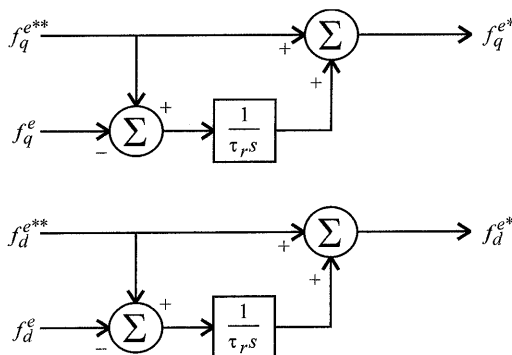 f_q^{e**} + Σ f_q^{e*}
+ +
f_q^e − Σ 1/(τ_r s)
f_d^{e**} + Σ f_d^{e*}
+ +
f_d^e − Σ 1/(τ_r s)